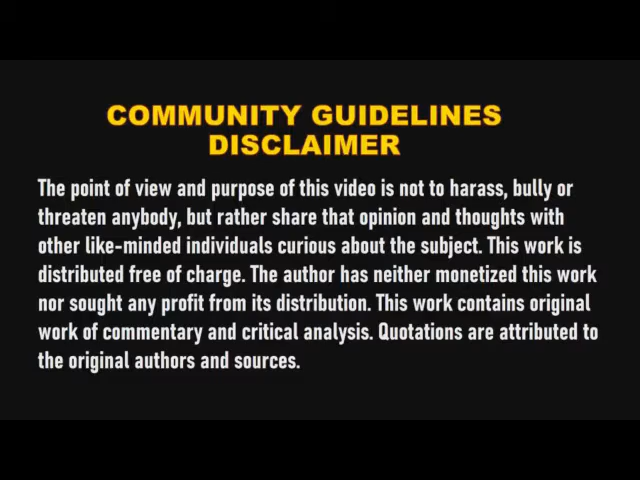 COMMUNITY GUIDELINES
DISCLAIMER
The point of view and purpose of this video is not to harass, bully or
threaten anybody, but rather share that opinion and thoughts with
other like-minded individuals curious about the subject. This work is
distributed free of charge. The author has neither monetized this work
nor sought any profit from its distribution. This work contains original
work of commentary and critical analysis. Quotations are attributed to
the original authors and sources.